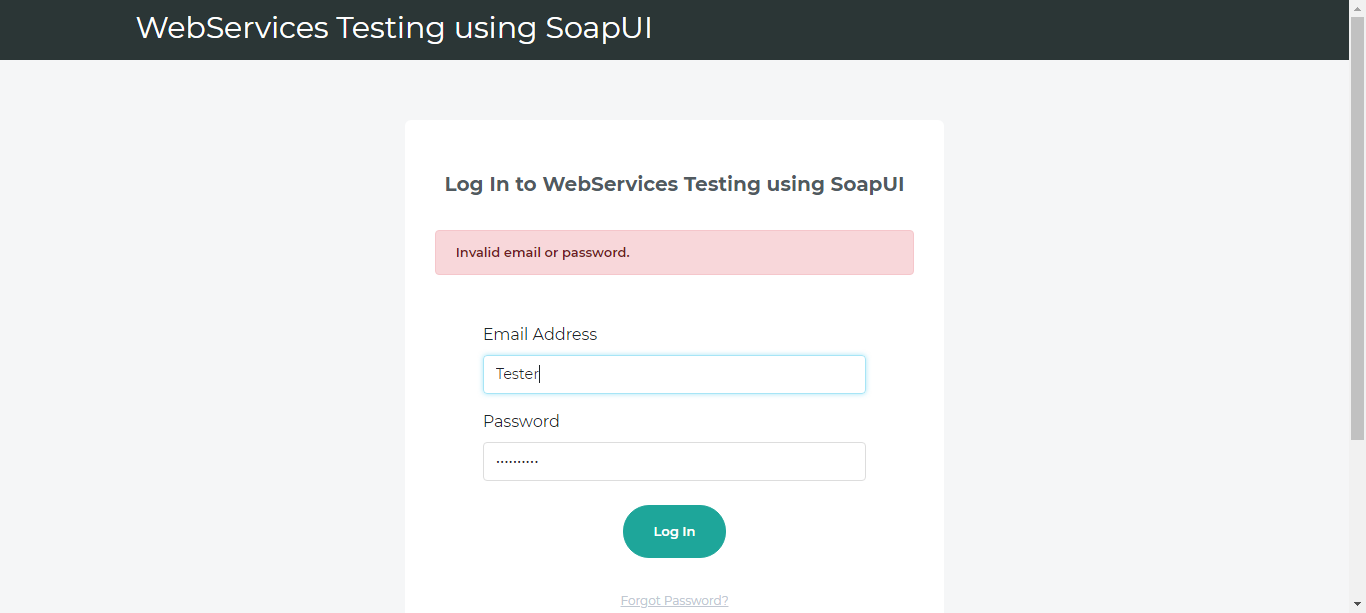 WebServices Testing using SoapUI
Log In to WebServices Testing using SoapUI
Invalid email or password.
Email Address
Tester
Password
··········
Log In
Forgot Password?